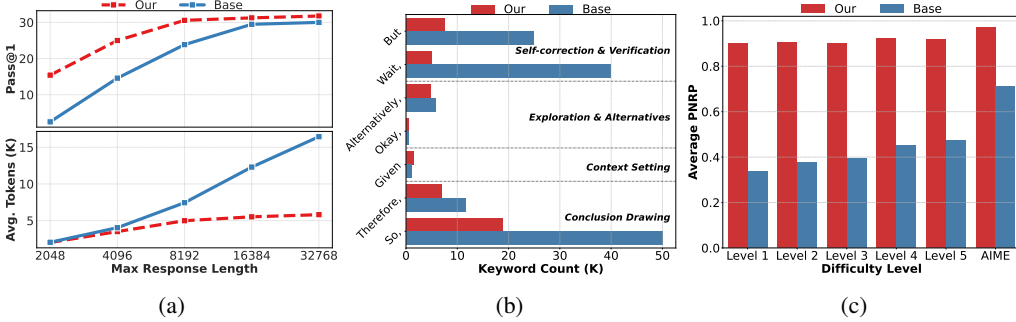 Our Base
Pass@1
30
20
10
Avg. Tokens (K)
15
10
5
2048 4096 8192 16384 32768
Max Response Length
(a)
Our Base
But
Wait,
Alternatively,
Okay,
Given
Therefore,
So,
Self-correction & Verification
Exploration & Alternatives
Context Setting
Conclusion Drawing
0 10 20 30 40 50
Keyword Count (K)
(b)
Our Base
Average PNRP
1.0
0.8
0.6
0.4
0.2
0.0
Level 1 Level 2 Level 3 Level 4 Level 5 AIME
Difficulty Level
(c)